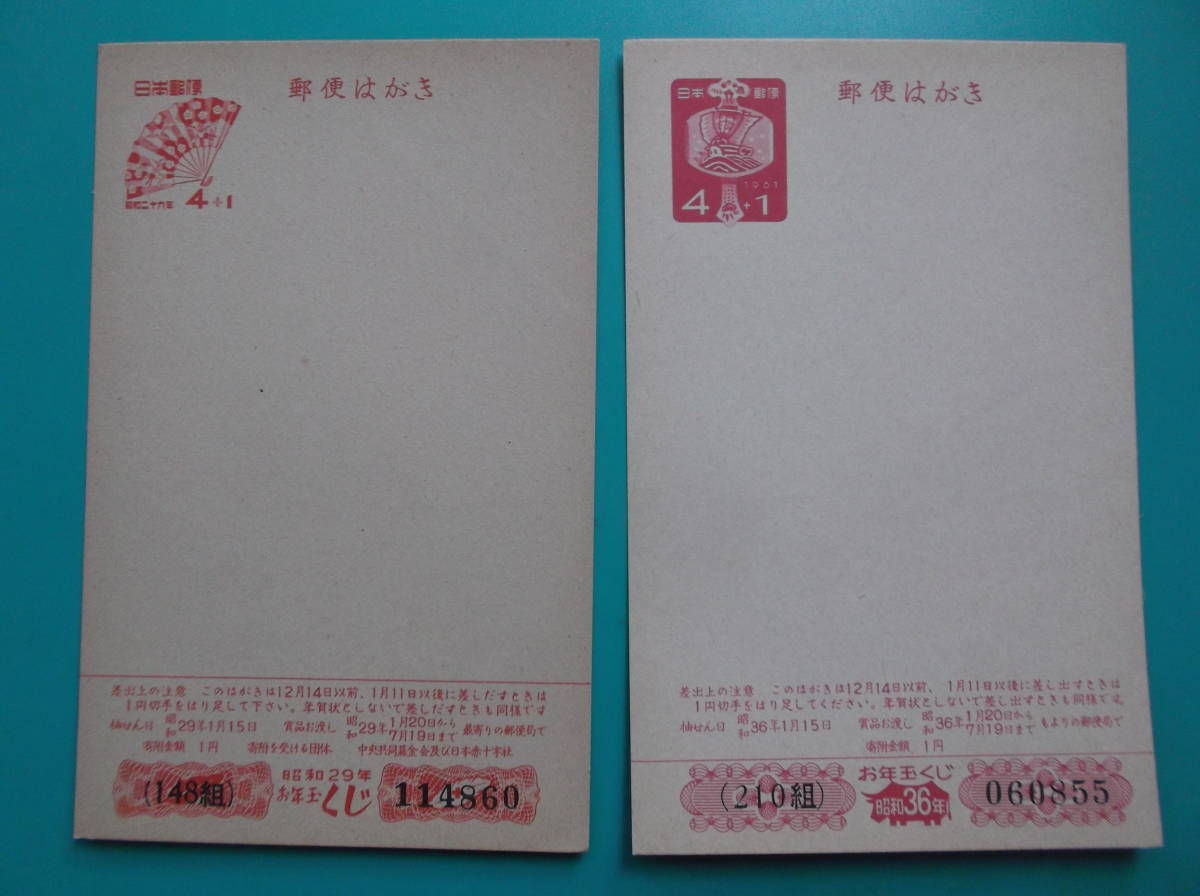 日本郵便
郵便はがき
昭和二十九年 4+1
差出上の注意 このはがきは12月14日以前、1月11日以後に差しだすときは
1円切手をはり足して下さい。年賀状としないで差しだすときも同様です
抽せん日 昭和29年1月15日 賞品お渡し 昭和29年1月20日から7月19日まで 最寄りの郵便局で
寄附金額 1円 寄附を受ける団体 中央共同募金会及び日本赤十字社
(148組)
昭和29年
お年玉くじ
114860
日本郵便
郵便はがき
1961
4+1
差出上の注意 このはがきは12月14日以前、1月11日以後に差し出すときは
1円切手をはり足してください。年賀状としないで差し出すときも同様です。
抽せん日 昭和36年1月15日 賞品お渡し 昭和36年1月20日から7月19日まで もよりの郵便局で
寄附金額 1円
(210組)
お年玉くじ
昭和36年
060855